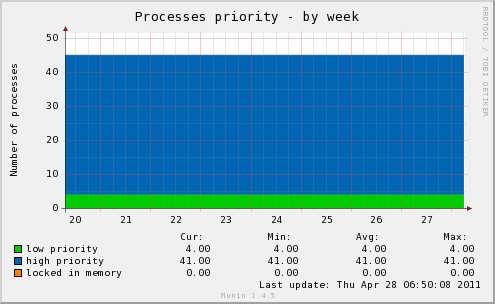 Processes priority - by week
RRDTOOL / TOBI OETIKER
Number of processes
50
40
30
20
10
0
20 21 22 23 24 25 26 27
Cur: Min: Avg: Max:
low priority 4.00 4.00 4.00 4.00
high priority 41.00 41.00 41.00 41.00
locked in memory 0.00 0.00 0.00 0.00
Last update: Thu Apr 28 06:50:08 2011
Munin 1.4.5